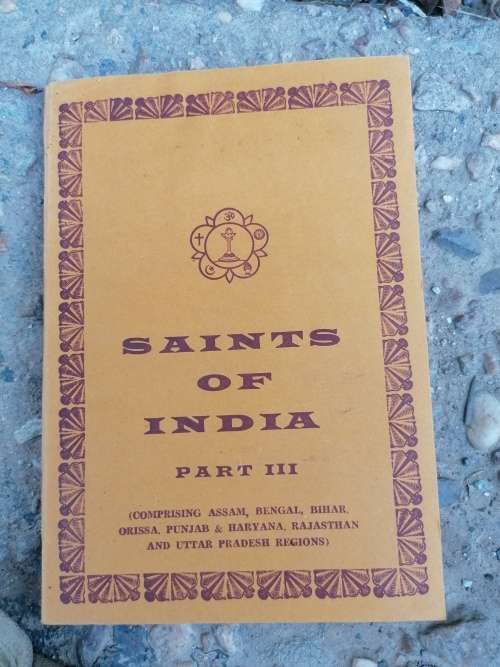 SAINTS
OF
INDIA
PART III
(COMPRISING ASSAM, BENGAL, BIHAR,
ORISSA, PUNJAB & HARYANA, RAJASTHAN
AND UTTAR PRADESH REGIONS)